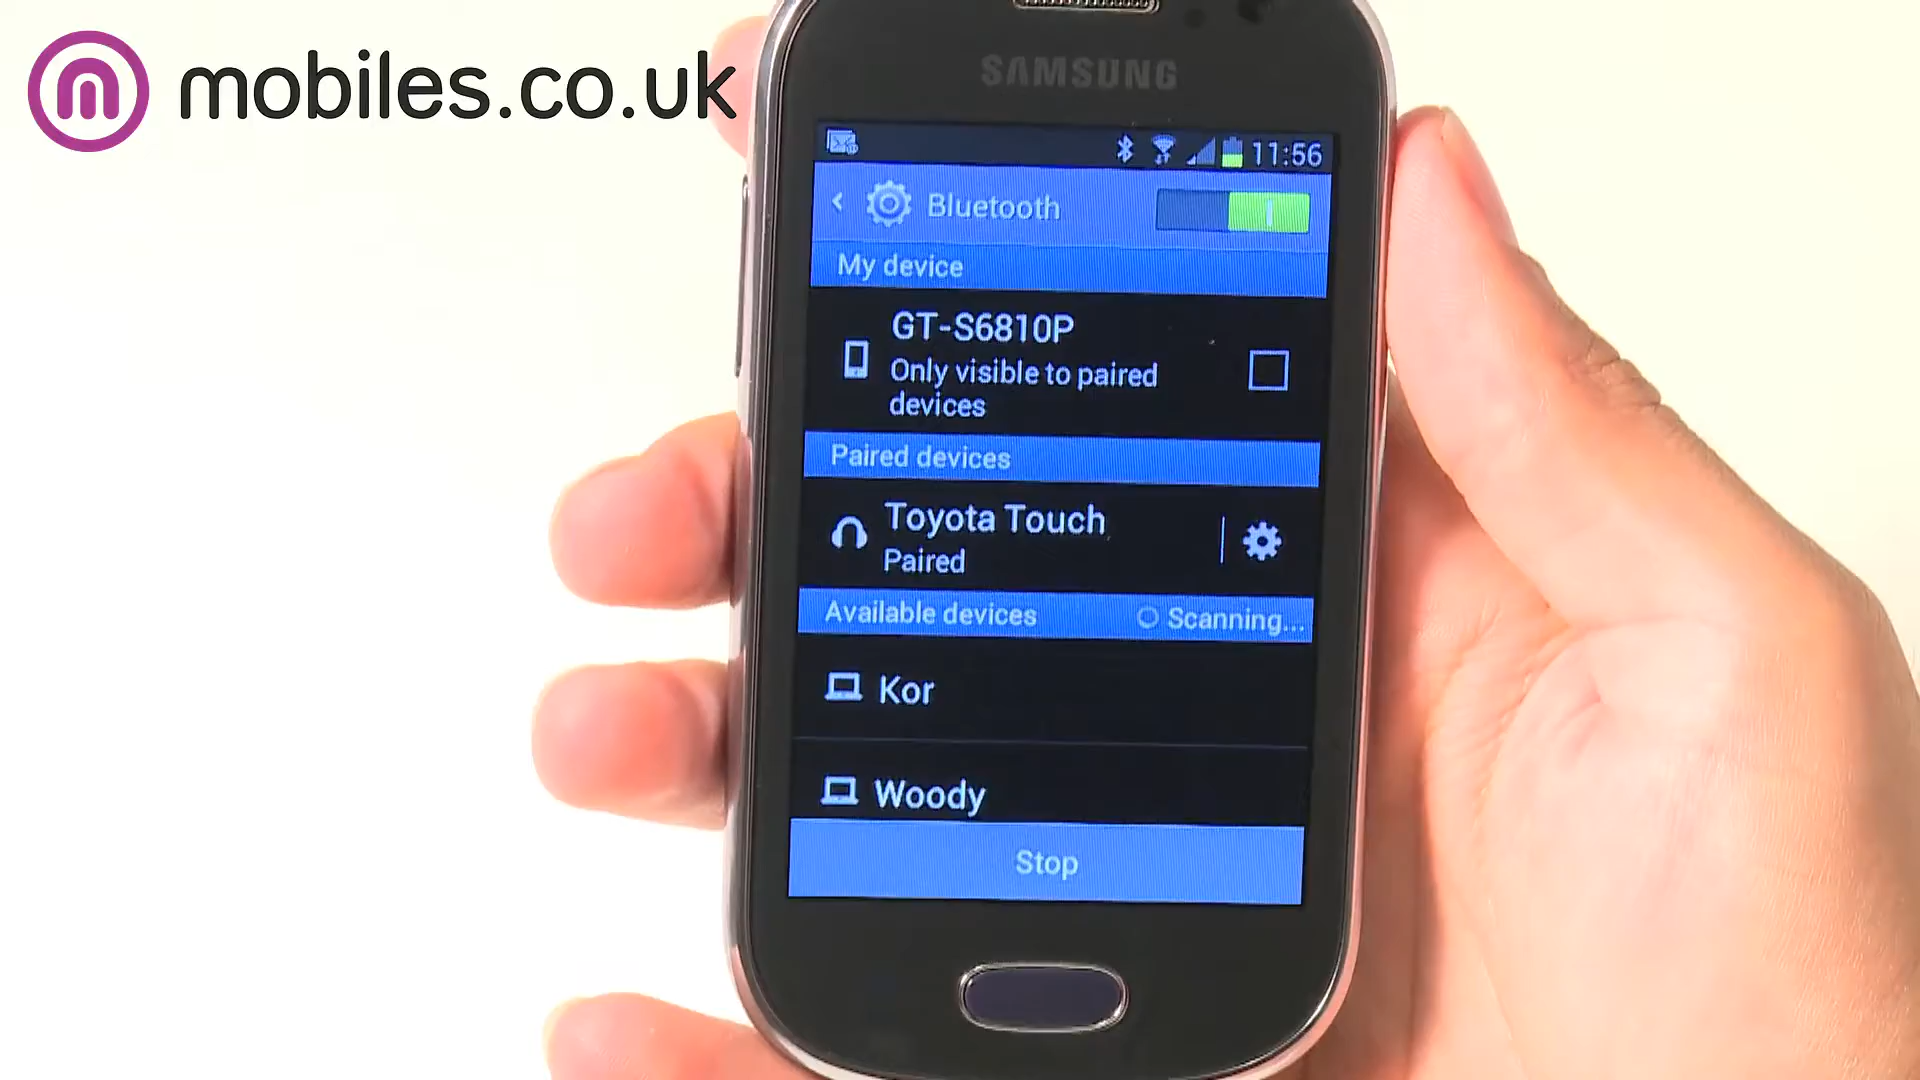 mobiles.co.uk
SAMSUNG
11:56
Bluetooth
My device
GT-S6810P
Only visible to paired
devices
Paired devices
Toyota Touch
Paired
Available devices
Scanning...
Kor
Woody
Stop